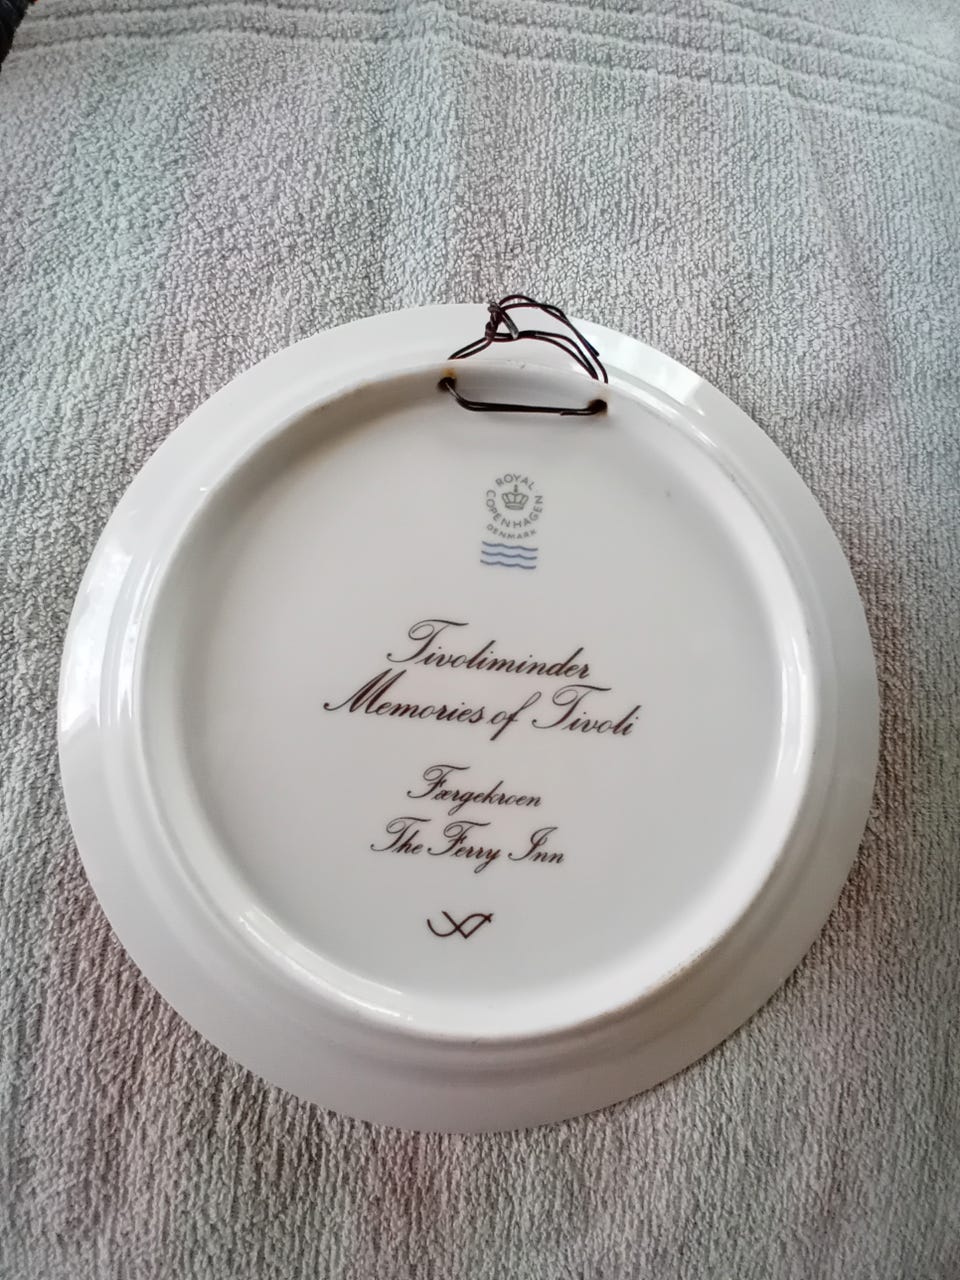 ROYAL
COPENHAGEN
DENMARK
Tivoliminder
Memories of Tivoli
Færgekroen
The Ferry Inn